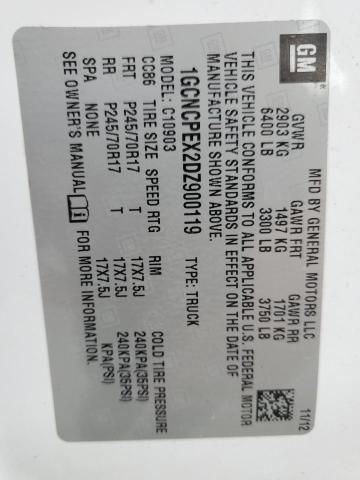 GM
MFD BY GENERAL MOTORS LLC 11/12
GVWR GAWR FRT GAWR RR
2903 KG 1497 KG 1701 KG
6400 LB 3300 LB 3750 LB
THIS VEHICLE CONFORMS TO ALL APPLICABLE U.S. FEDERAL MOTOR
VEHICLE SAFETY STANDARDS IN EFFECT ON THE DATE OF
MANUFACTURE SHOWN ABOVE.
1GCNCPEX2DZ900119 TYPE: TRUCK
MODEL: C10903
CC86 TIRE SIZE SPEED RTG RIM COLD TIRE PRESSURE
FRT P245/70R17 T 17X7.5J 240KPA(35PSI)
RR P245/70R17 T 17X7.5J 240KPA(35PSI)
SPA NONE KPA(PSI)
SEE OWNER'S MANUAL